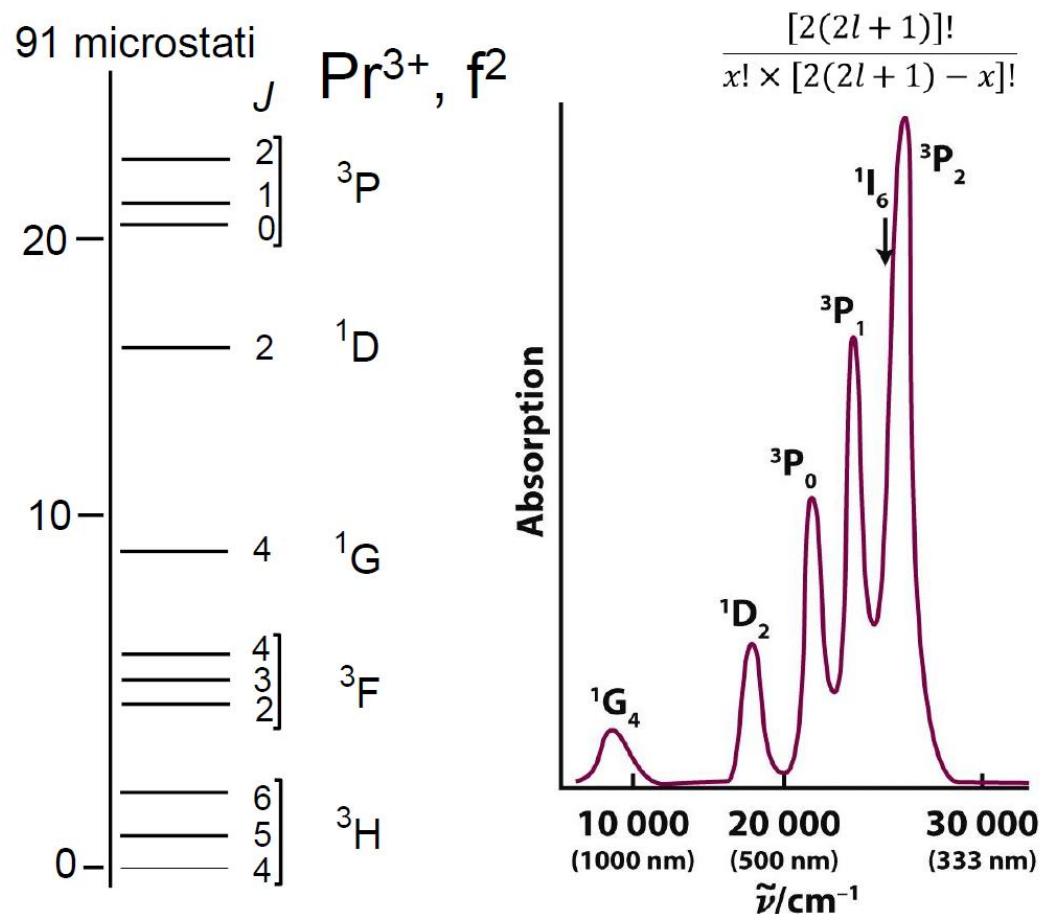 91 microstati
Pr³⁺, f²
J
2
1
0
³P
20
2
¹D
10
4
¹G
4
3
2
³F
6
5
4
³H
0
[2(2l + 1)]!
x! × [2(2l + 1) − x]!
Absorption
¹G₄
¹D₂
³P₀
³P₁
¹I₆
³P₂
10 000
(1000 nm)
20 000
(500 nm)
30 000
(333 nm)
ṽ/cm⁻¹